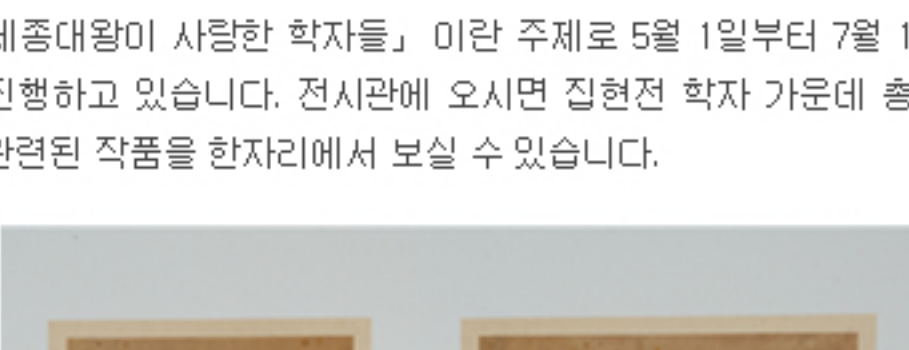 세종대왕이 사랑한 학자들」 이란 주제로 5월 1일부터 7월 1
진행하고 있습니다. 전시관에 오시면 집현전 학자 가운데 총
관련된 작품을 한자리에서 보실 수 있습니다.